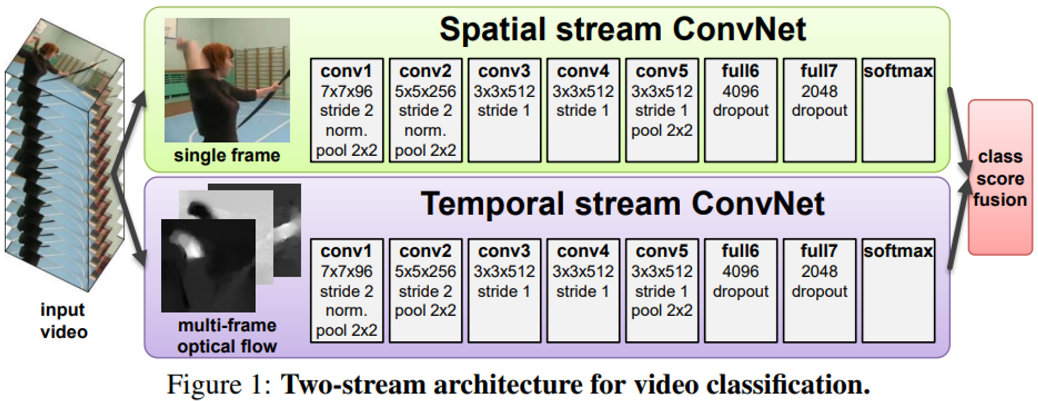 Spatial stream ConvNet
conv1
7x7x96
stride 2
norm.
pool 2x2
conv2
5x5x256
stride 2
norm.
pool 2x2
conv3
3x3x512
stride 1
conv4
3x3x512
stride 1
conv5
3x3x512
stride 1
pool 2x2
full6
4096
dropout
full7
2048
dropout
softmax
single frame
Temporal stream ConvNet
conv1
7x7x96
stride 2
norm.
pool 2x2
conv2
5x5x256
stride 2
pool 2x2
conv3
3x3x512
stride 1
conv4
3x3x512
stride 1
conv5
3x3x512
stride 1
pool 2x2
full6
4096
dropout
full7
2048
dropout
softmax
multi-frame
optical flow
input
video
class
score
fusion
Figure 1: Two-stream architecture for video classification.